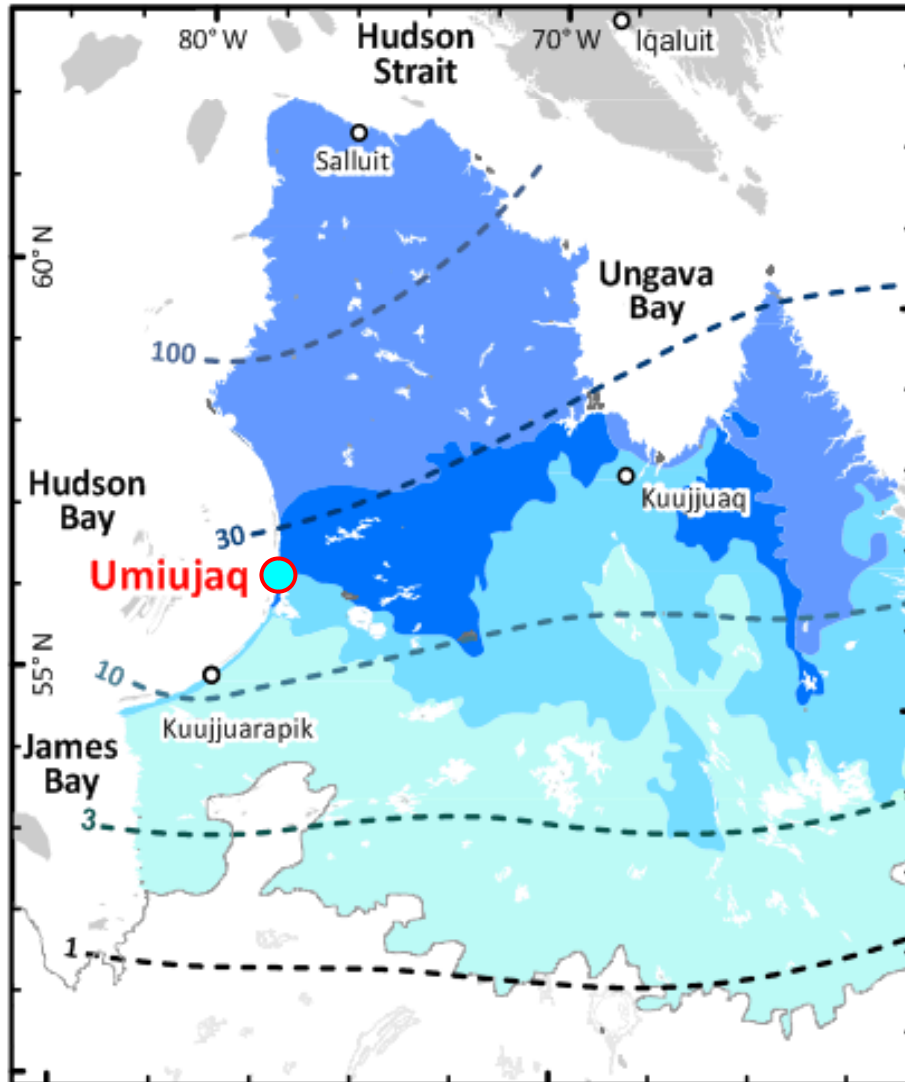 80° W
Hudson
Strait
70° W
Iqaluit
Salluit
60° N
Ungava
Bay
100
Hudson
Bay
30
Kuujjuaq
Umiujaq
55° N
10
Kuujjuarapik
James
Bay
3
1